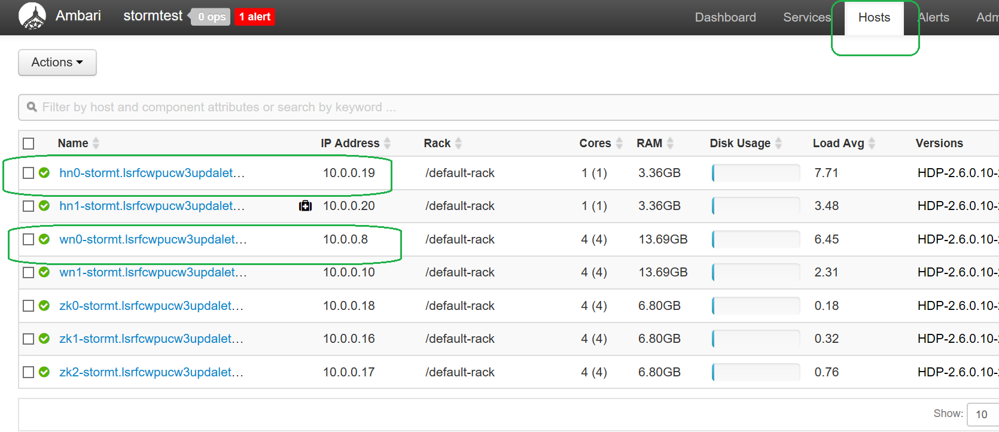 Ambari stormtest 0 ops 1 alert Dashboard Services Hosts Alerts
Actions
Filter by host and component attributes or search by keyword ...
Name IP Address Rack Cores RAM Disk Usage Load Avg Versions
hn0-stormt.lsrfcwpucw3updalet... 10.0.0.19 /default-rack 1 (1) 3.36GB 7.71 HDP-2.6.0.10-
hn1-stormt.lsrfcwpucw3updalet... 10.0.0.20 /default-rack 1 (1) 3.36GB 3.48 HDP-2.6.0.10-
wn0-stormt.lsrfcwpucw3updalet... 10.0.0.8 /default-rack 4 (4) 13.69GB 6.45 HDP-2.6.0.10-
wn1-stormt.lsrfcwpucw3updalet... 10.0.0.10 /default-rack 4 (4) 13.69GB 2.31 HDP-2.6.0.10-
zk0-stormt.lsrfcwpucw3updalet... 10.0.0.18 /default-rack 4 (4) 6.80GB 0.18 HDP-2.6.0.10-
zk1-stormt.lsrfcwpucw3updalet... 10.0.0.16 /default-rack 4 (4) 6.80GB 0.32 HDP-2.6.0.10-
zk2-stormt.lsrfcwpucw3updalet... 10.0.0.17 /default-rack 4 (4) 6.80GB 0.76 HDP-2.6.0.10-
Show: 10